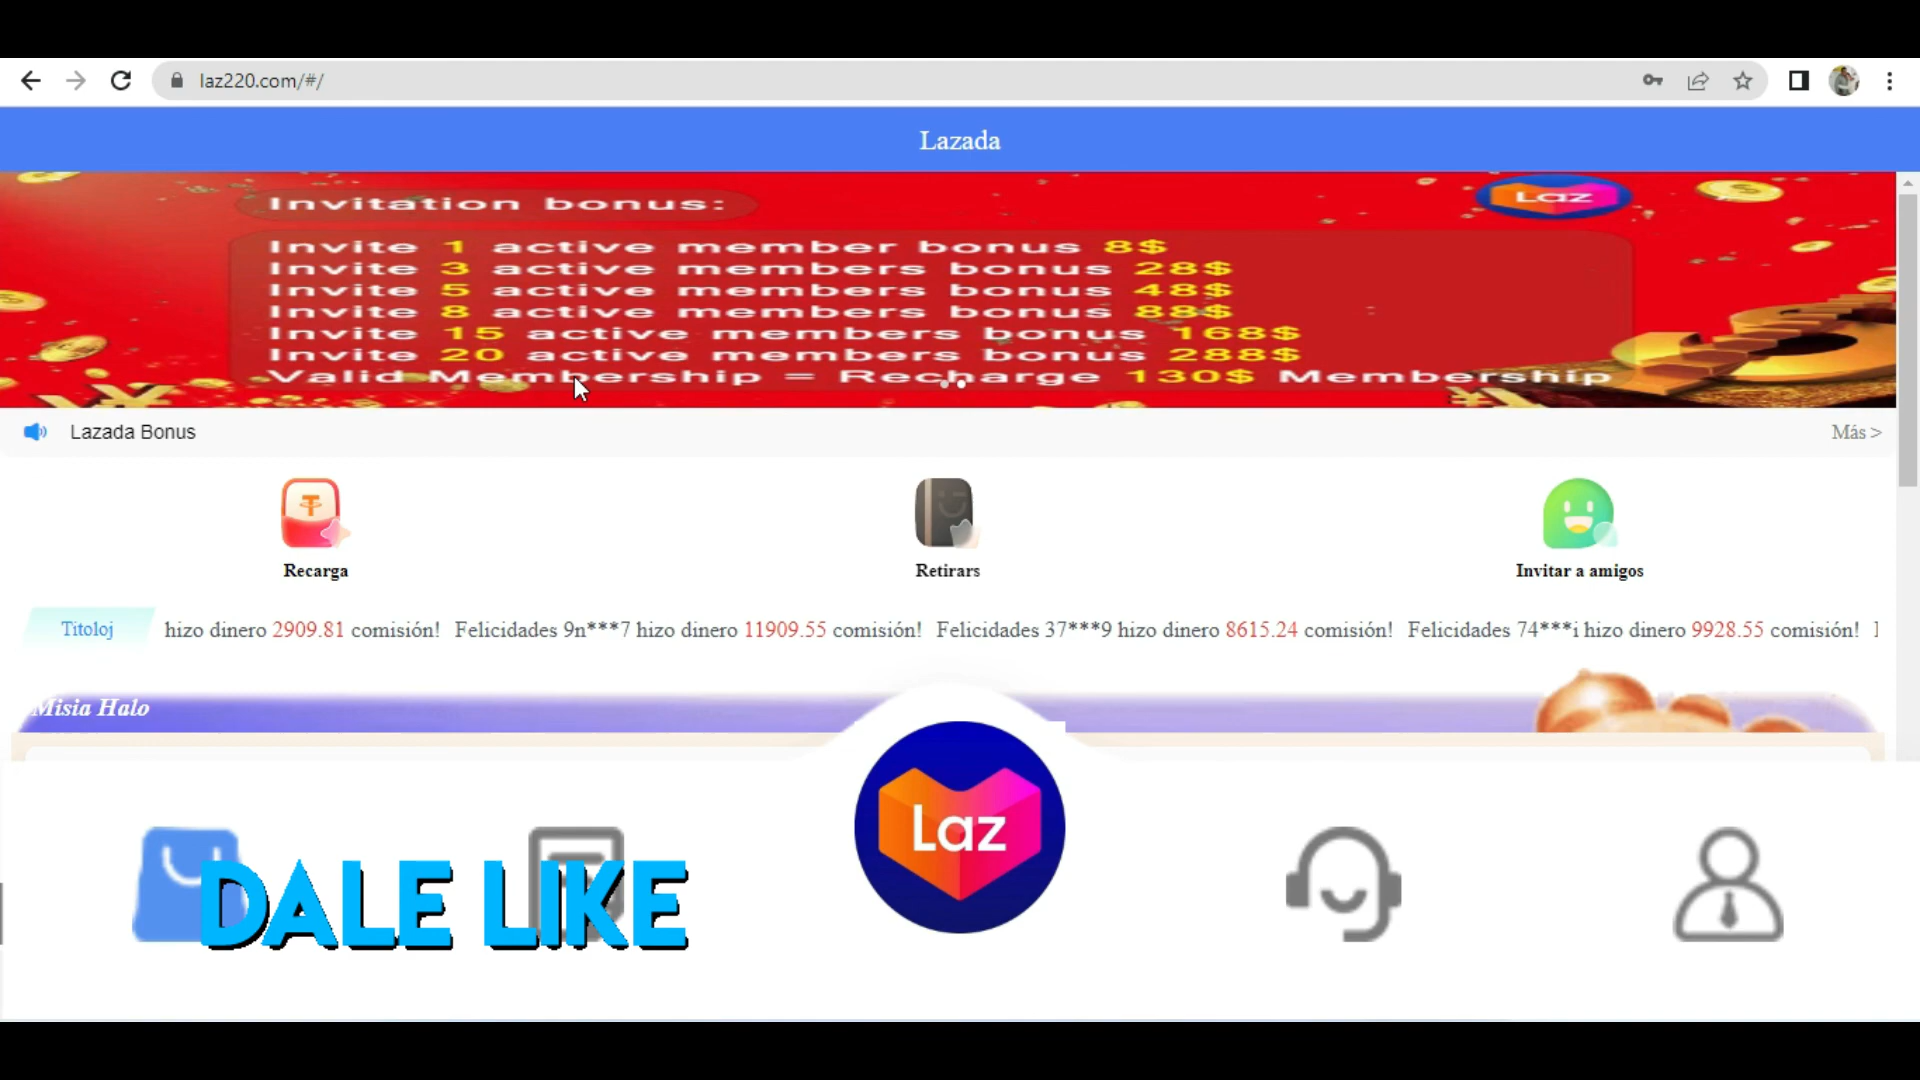 laz220.com/#/
Lazada
Invitation bonus:
Laz
Invite 1 active member bonus 8$
Invite 3 active members bonus 28$
Invite 5 active members bonus 48$
Invite 8 active members bonus 88$
Invite 15 active members bonus 168$
Invite 20 active members bonus 288$
Valid Membership = Recharge 130$ Membership
Lazada Bonus
Más >
Recarga
Retirars
Invitar a amigos
Titoloj
hizo dinero 2909.81 comisión! Felicidades 9n***7 hizo dinero 11909.55 comisión! Felicidades 37***9 hizo dinero 8615.24 comisión! Felicidades 74***i hizo dinero 9928.55 comisión!
Misia Halo
Laz
DALE LIKE